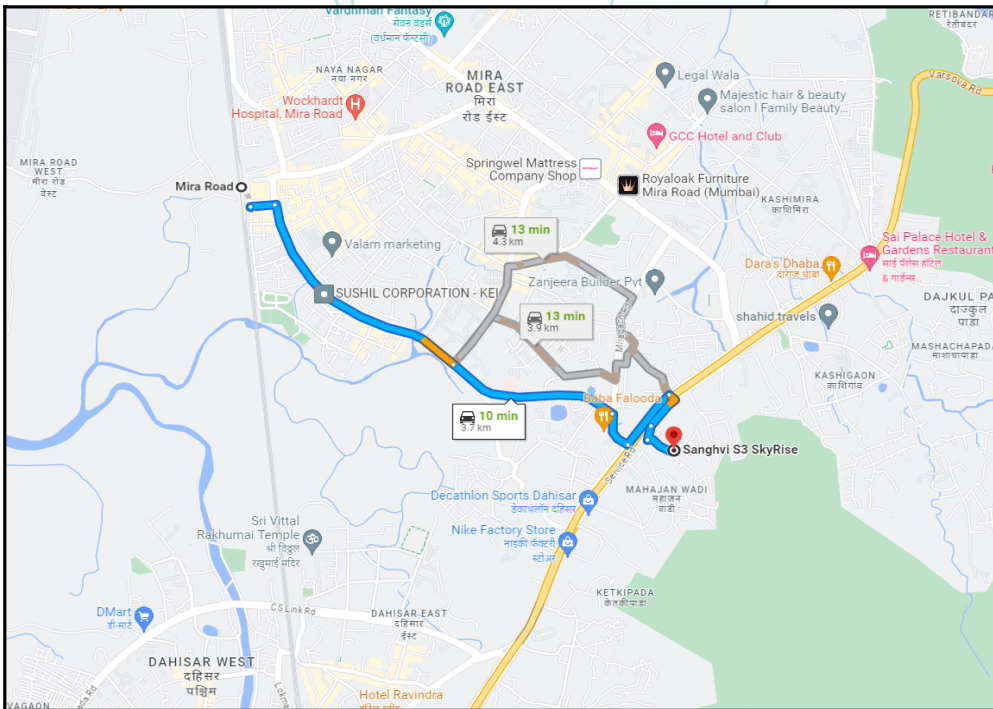 Vardhman Fantasy
सेवन वंडर्स
(वर्धमान फॅन्टसी)
RETIBANDAR
रेतीबंदर
NAYA NAGAR
नया नगर
MIRA
ROAD EAST
मिरा
रोड ईस्ट
Legal Wala
Varsova Rd
Majestic hair & beauty
salon | Family Beauty...
Wockhardt
Hospital, Mira Road
GCC Hotel and Club
MIRA ROAD
WEST
मीरा रोड
वेस्ट
Mira Road
Springwel Mattress
Company Shop
Royaloak Furniture
Mira Road (Mumbai)
KASHIMIRA
काशिमिरा
13 min
4.3 km
Valam marketing
Sai Palace Hotel &
Gardens Restaurant
साई पॅलेस हॉटेल
& गार्डन्स...
Dara's Dhaba
दाराज धाबा
Zanjeera Builder Pvt
SUSHIL CORPORATION - KEI
DAJKUL PA
दाज्कुल
पाडा
13 min
3.9 km
shahid travels
MASHACHAPADA
माशाचापाडा
KASHIGAON
काशिगांव
Baba Falooda
10 min
3.7 km
Sanghvi S3 SkyRise
Service Rd
MAHAJAN WADI
महाजन
वाडी
Decathlon Sports Dahisar
डेकाथलॉन दहिसर
Nike Factory Store
नाइकी फॅक्टरी
स्टोअर
Sri Vittal
Rakhumai Temple
श्री विठ्ठल
रखुमाई मंदिर
KETKIPADA
केतकीपाडा
CS Link Rd
DMart
डी-मार्ट
DAHISAR EAST
दहिसार
ईस्ट
DAHISAR WEST
दहिसर
पश्चिम
Hotel Ravindra
VAGAON